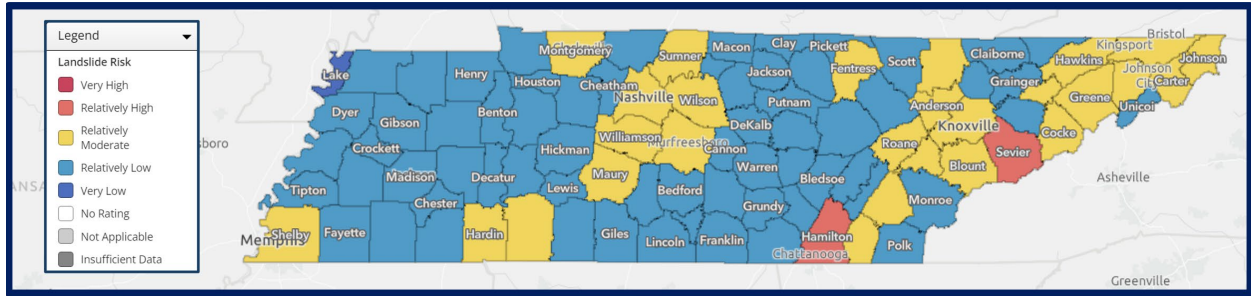 Legend
Landslide Risk
Very High
Relatively High
Relatively
Moderate
Relatively Low
Very Low
No Rating
Not Applicable
Insufficient Data
Bristol
Kingsport
Montgomery
Sumner
Macon
Clay
Pickett
Fentress
Scott
Claiborne
Hawkins
Johnson
Lake
Henry
Houston
Cheatham
Jackson
Grainger
Johnson
City
Carter
Nashville
Wilson
Putnam
Anderson
Greene
Unicoi
Dyer
Gibson
Benton
DeKalb
Knoxville
Cocke
sboro
Crockett
Hickman
Williamson
Murfreesboro
Cannon
Roane
Sevier
Madison
Decatur
Maury
Warren
Bledsoe
Blount
Asheville
ANSA
Tipton
Chester
Lewis
Bedford
Grundy
Monroe
Memphis
Shelby
Fayette
Hardin
Giles
Lincoln
Franklin
Hamilton
Polk
Chattanooga
Greenville